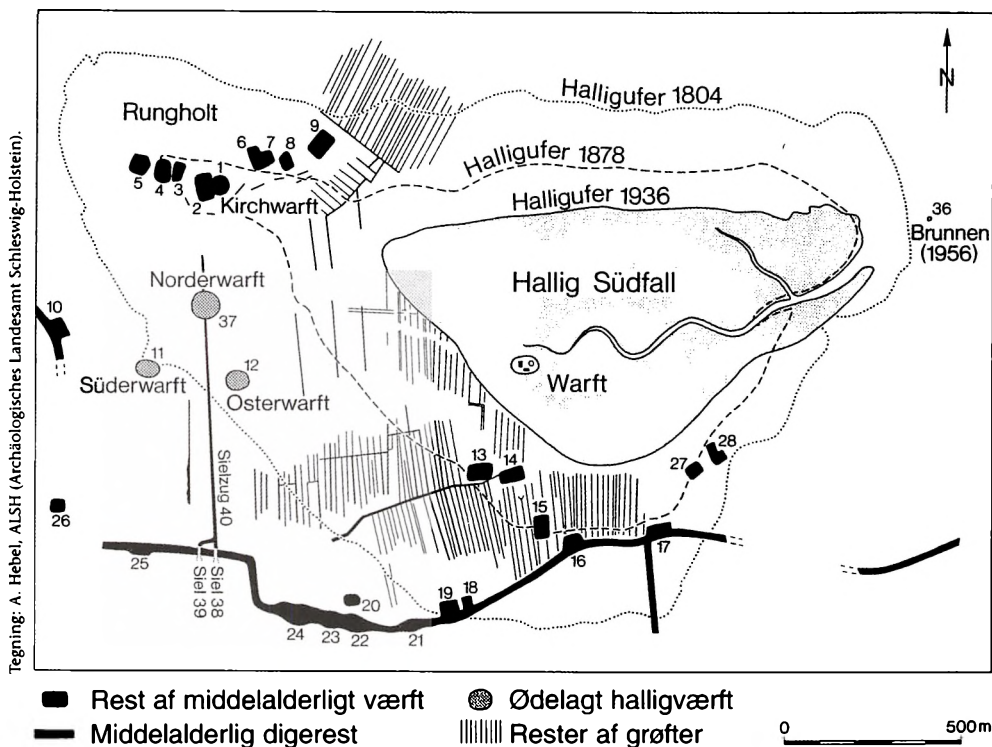 Tegning: A. Hebel, ALSH (Archäologisches Landesamt Schleswig-Holstein).
N
Halligufer 1804
Rungholt
9
6
7
8
Halligufer 1878
5
4
3
1
2
Kirchwarft
Halligufer 1936
36
Brunnen
(1956)
Norderwarft
37
Hallig Südfall
10
11
Süderwarft
12
Osterwarft
Warft
13
14
28
27
Sielzug 40
15
26
16
17
25
Siel 39
Siel 38
20
19
18
24
23
22
21
Rest af middelalderligt værft
Ødelagt halligværft
Middelalderlig digerest
Rester af grøfter
0
500m